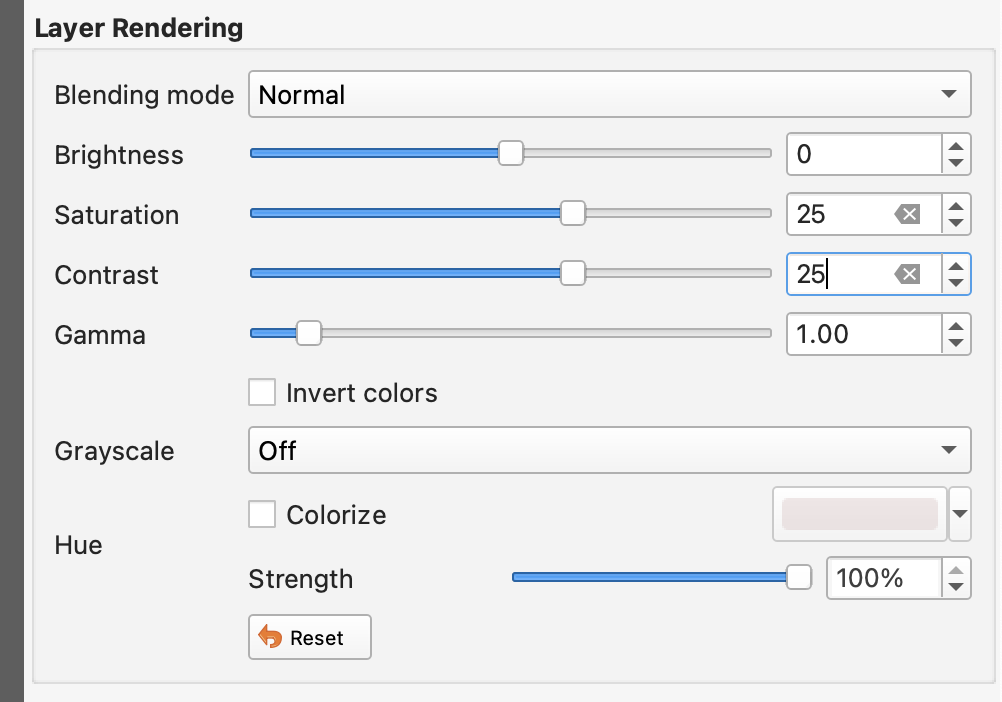 Layer Rendering
Blending mode Normal
Brightness 0
Saturation 25
Contrast 25
Gamma 1.00
Invert colors
Grayscale Off
Colorize
Hue
Strength 100%
Reset